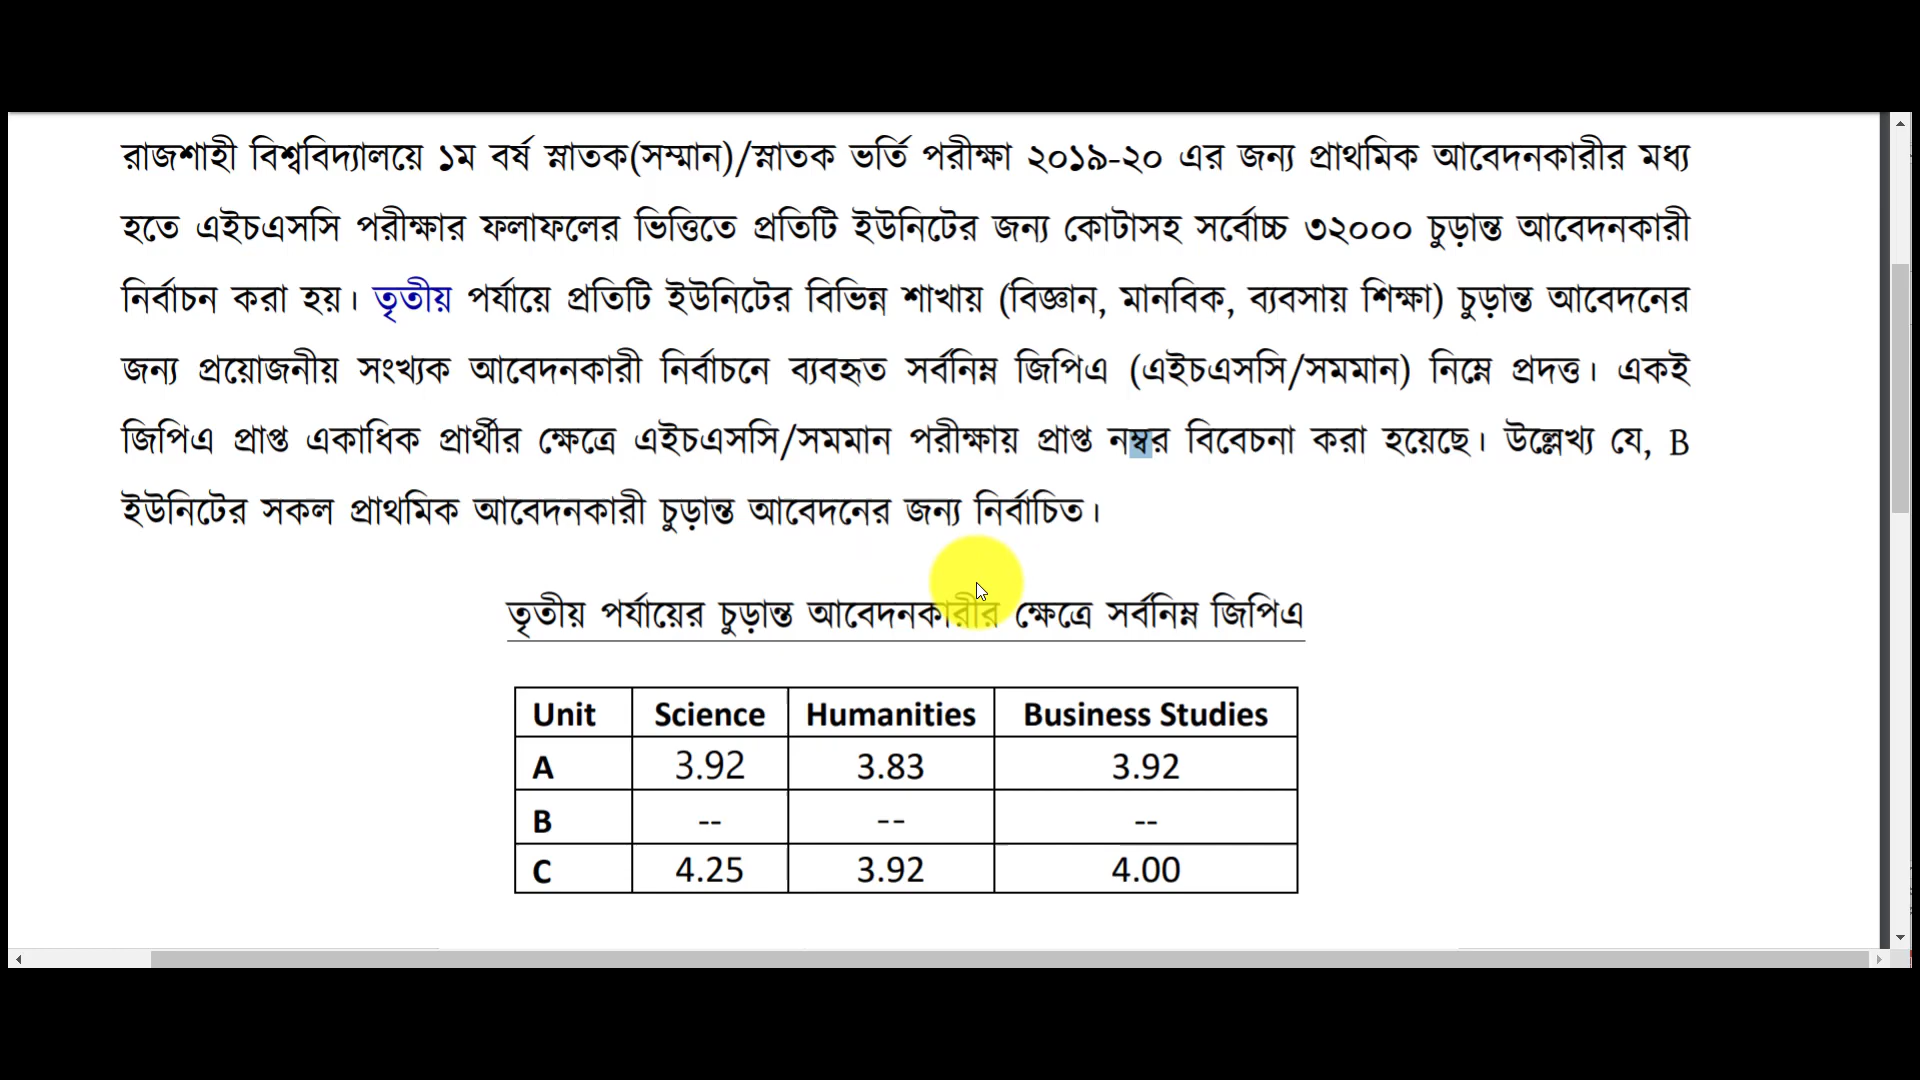 রাজশাহী বিশ্ববিদ্যালয়ে ১ম বর্ষ স্নাতক(সম্মান)/স্নাতক ভর্তি পরীক্ষা ২০১৯-২০ এর জন্য প্রাথমিক আবেদনকারীর মধ্য
হতে এইচএসসি পরীক্ষার ফলাফলের ভিত্তিতে প্রতিটি ইউনিটের জন্য কোটাসহ সর্বোচ্চ ৩২০০০ চুড়ান্ত আবেদনকারী
নির্বাচন করা হয়। তৃতীয় পর্যায়ে প্রতিটি ইউনিটের বিভিন্ন শাখায় (বিজ্ঞান, মানবিক, ব্যবসায় শিক্ষা) চুড়ান্ত আবেদনের
জন্য প্রয়োজনীয় সংখ্যক আবেদনকারী নির্বাচনে ব্যবহৃত সর্বনিম্ন জিপিএ (এইচএসসি/সমমান) নিম্নে প্রদত্ত। একই
জিপিএ প্রাপ্ত একাধিক প্রার্থীর ক্ষেত্রে এইচএসসি/সমমান পরীক্ষায় প্রাপ্ত নম্বর বিবেচনা করা হয়েছে। উল্লেখ্য যে, B
ইউনিটের সকল প্রাথমিক আবেদনকারী চুড়ান্ত আবেদনের জন্য নির্বাচিত।
তৃতীয় পর্যায়ের চুড়ান্ত আবেদনকারীর ক্ষেত্রে সর্বনিম্ন জিপিএ
Unit Science Humanities Business Studies
A 3.92 3.83 3.92
B -- -- --
C 4.25 3.92 4.00